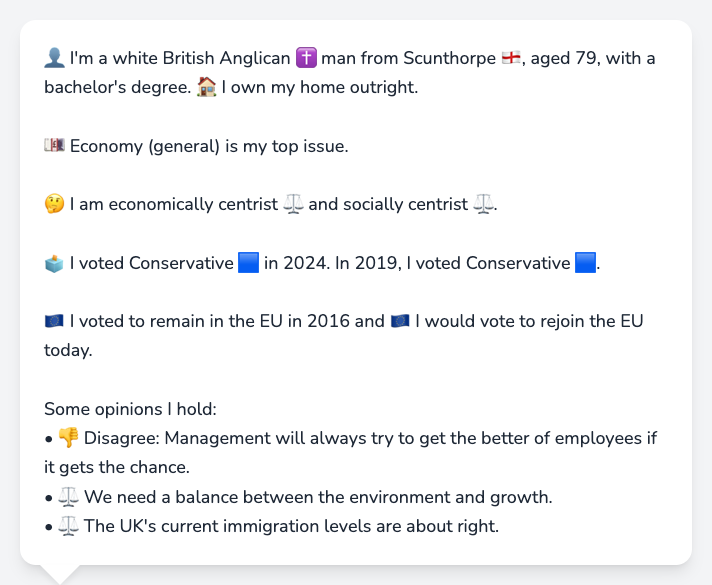 👤 I'm a white British Anglican ✝️ man from Scunthorpe 🏴󠁧󠁢󠁥󠁮󠁧󠁿, aged 79, with a
bachelor's degree. 🏠 I own my home outright.
💷 Economy (general) is my top issue.
🤔 I am economically centrist ⚖️ and socially centrist ⚖️.
🗳️ I voted Conservative 🟦 in 2024. In 2019, I voted Conservative 🟦.
🇪🇺 I voted to remain in the EU in 2016 and 🇪🇺 I would vote to rejoin the EU
today.
Some opinions I hold:
• 👎 Disagree: Management will always try to get the better of employees if
it gets the chance.
• ⚖️ We need a balance between the environment and growth.
• ⚖️ The UK's current immigration levels are about right.